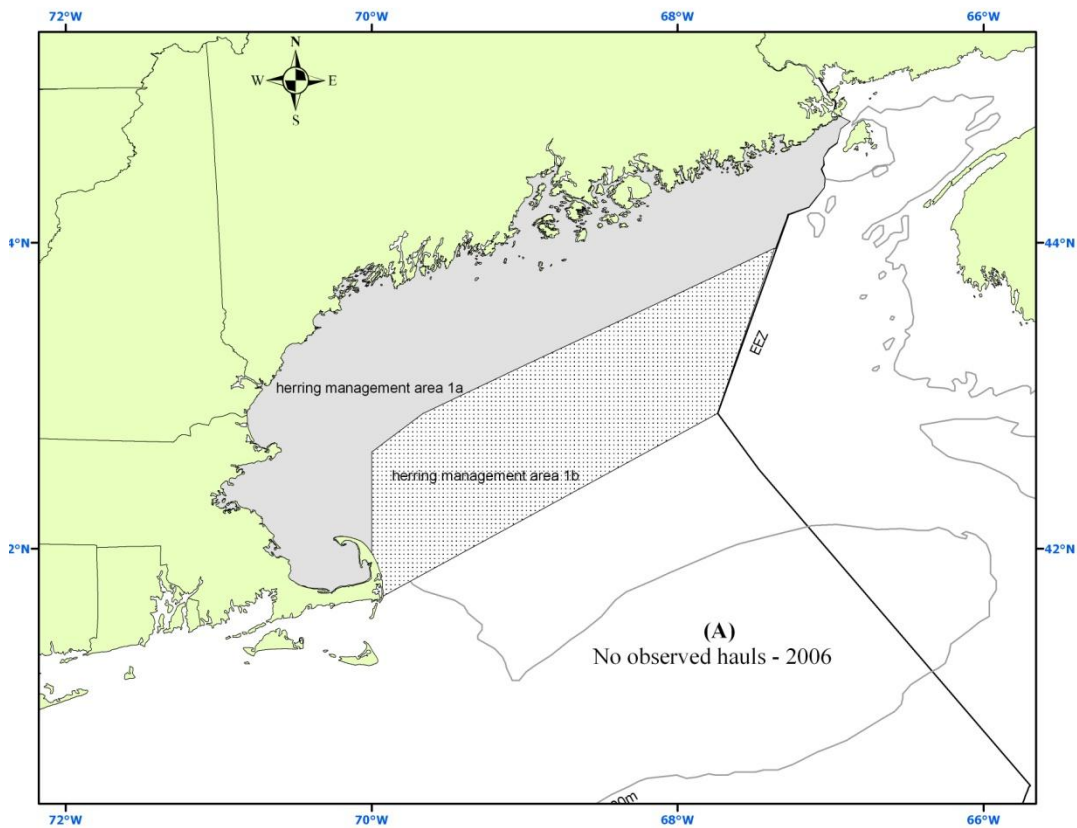 72°W 70°W 68°W 66°W
N
W E
S
4°N 44°N
EEZ
herring management area 1a
herring management area 1b
2°N 42°N
(A)
No observed hauls - 2006
00m
72°W 70°W 68°W 66°W